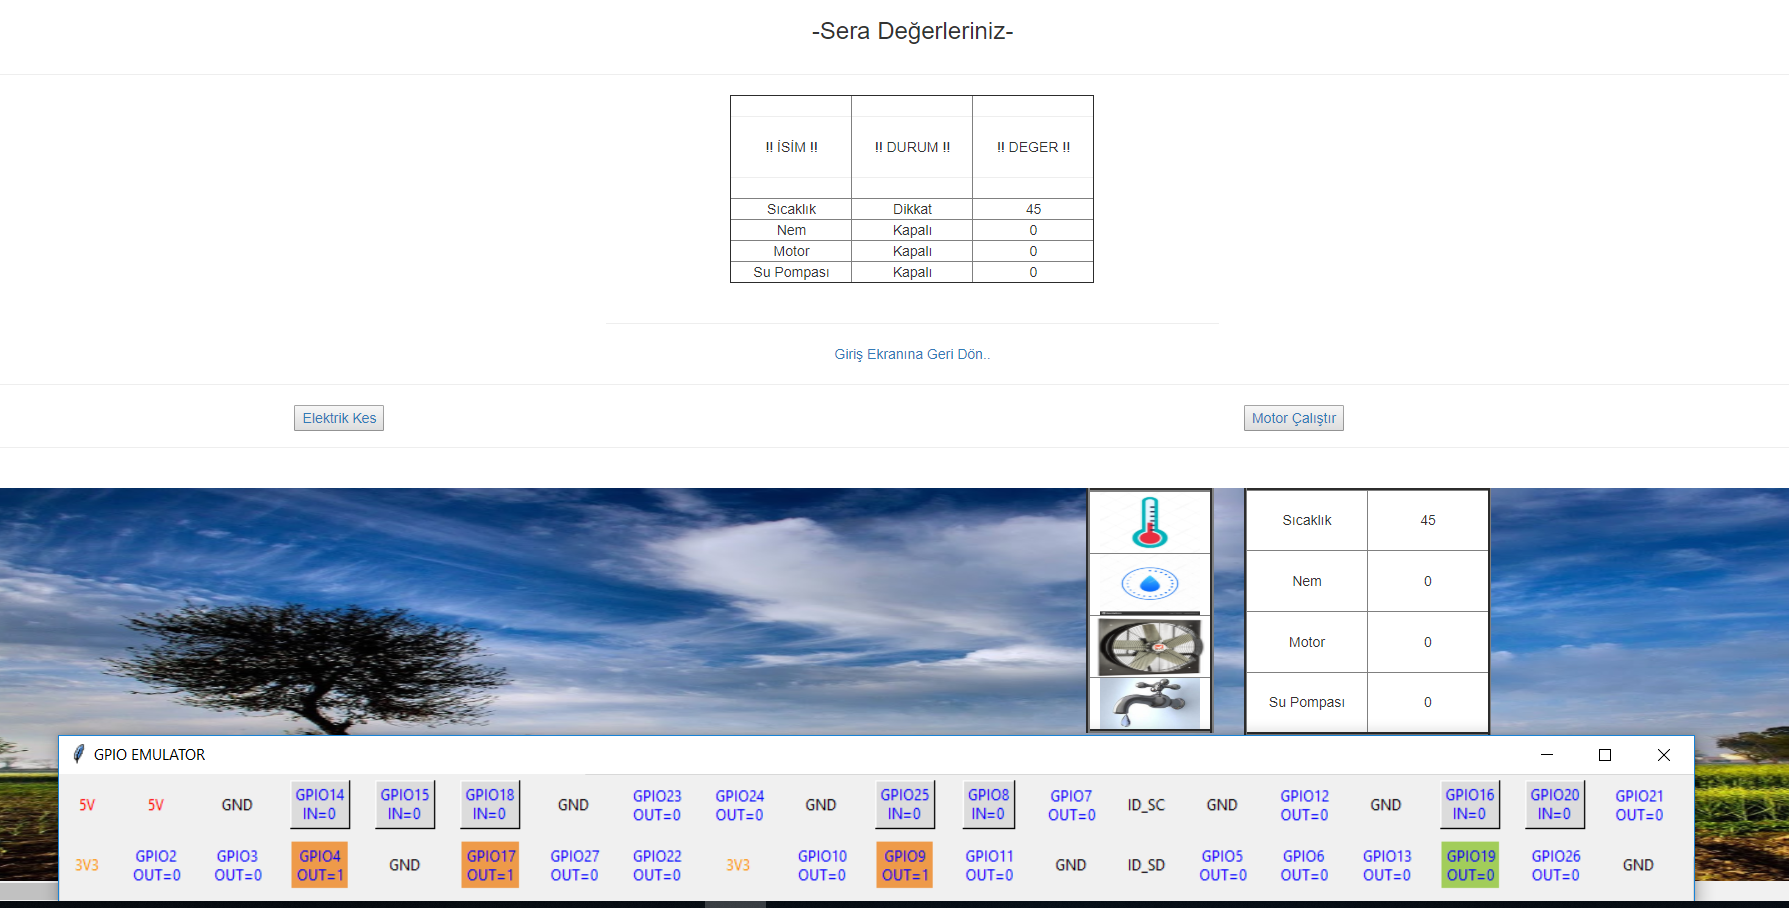 -Sera Değerleriniz-
!! İSİM !! !! DURUM !! !! DEGER !!
Sıcaklık Dikkat 45
Nem Kapalı 0
Motor Kapalı 0
Su Pompası Kapalı 0
Giriş Ekranına Geri Dön..
Elektrik Kes Motor Çalıştır
Sıcaklık 45
Nem 0
Motor 0
Su Pompası 0
GPIO EMULATOR
5V 5V GND GPIO14 GPIO15 GPIO18 GND GPIO23 GPIO24 GND GPIO25 GPIO8 GPIO7 ID_SC GND GPIO12 GND GPIO16 GPIO20 GPIO21
IN=0 IN=0 IN=0 OUT=0 OUT=0 IN=0 IN=0 OUT=0 OUT=0 IN=0 IN=0 OUT=0
3V3 GPIO2 GPIO3 GPIO4 GND GPIO17 GPIO27 GPIO22 3V3 GPIO10 GPIO9 GPIO11 GND ID_SD GPIO5 GPIO6 GPIO13 GPIO19 GPIO26 GND
OUT=0 OUT=0 OUT=1 OUT=1 OUT=0 OUT=0 OUT=0 OUT=1 OUT=0 OUT=0 OUT=0 OUT=0 OUT=0 OUT=0